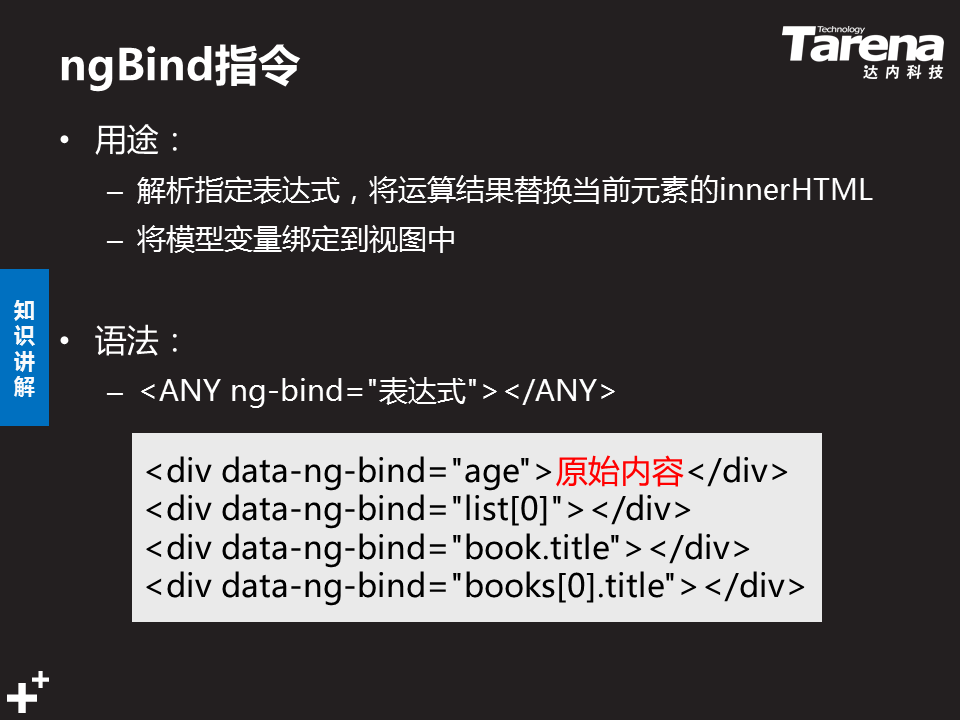 ngBind指令
Technology
Tarena
达内科技
• 用途：
– 解析指定表达式，将运算结果替换当前元素的innerHTML
– 将模型变量绑定到视图中
知识讲解
• 语法：
– <ANY ng-bind="表达式"></ANY>
<div data-ng-bind="age">原始内容</div>
<div data-ng-bind="list[0]"></div>
<div data-ng-bind="book.title"></div>
<div data-ng-bind="books[0].title"></div>